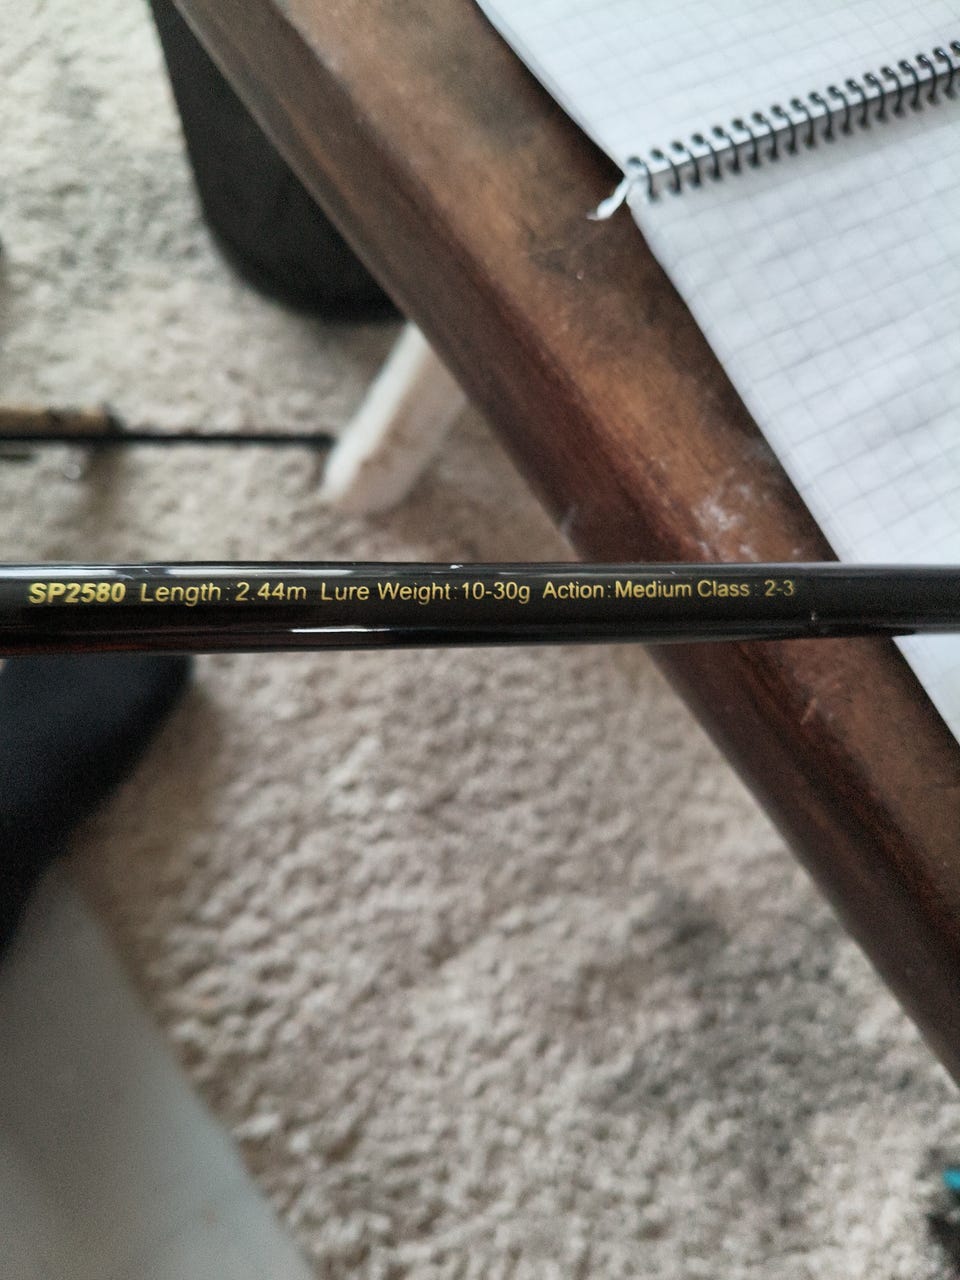 SP2580 Length: 2.44m Lure Weight: 10-30g Action: Medium Class : 2-3